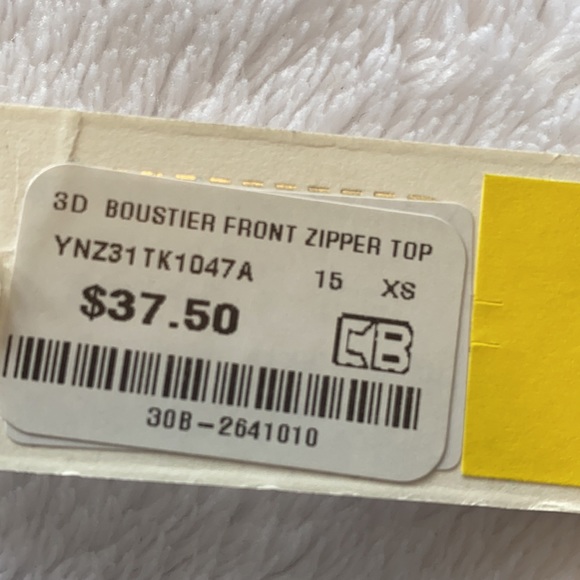 3D BOUSTIER FRONT ZIPPER TOP
YNZ31TK1047A 15 XS
$37.50
CB
30B-2641010